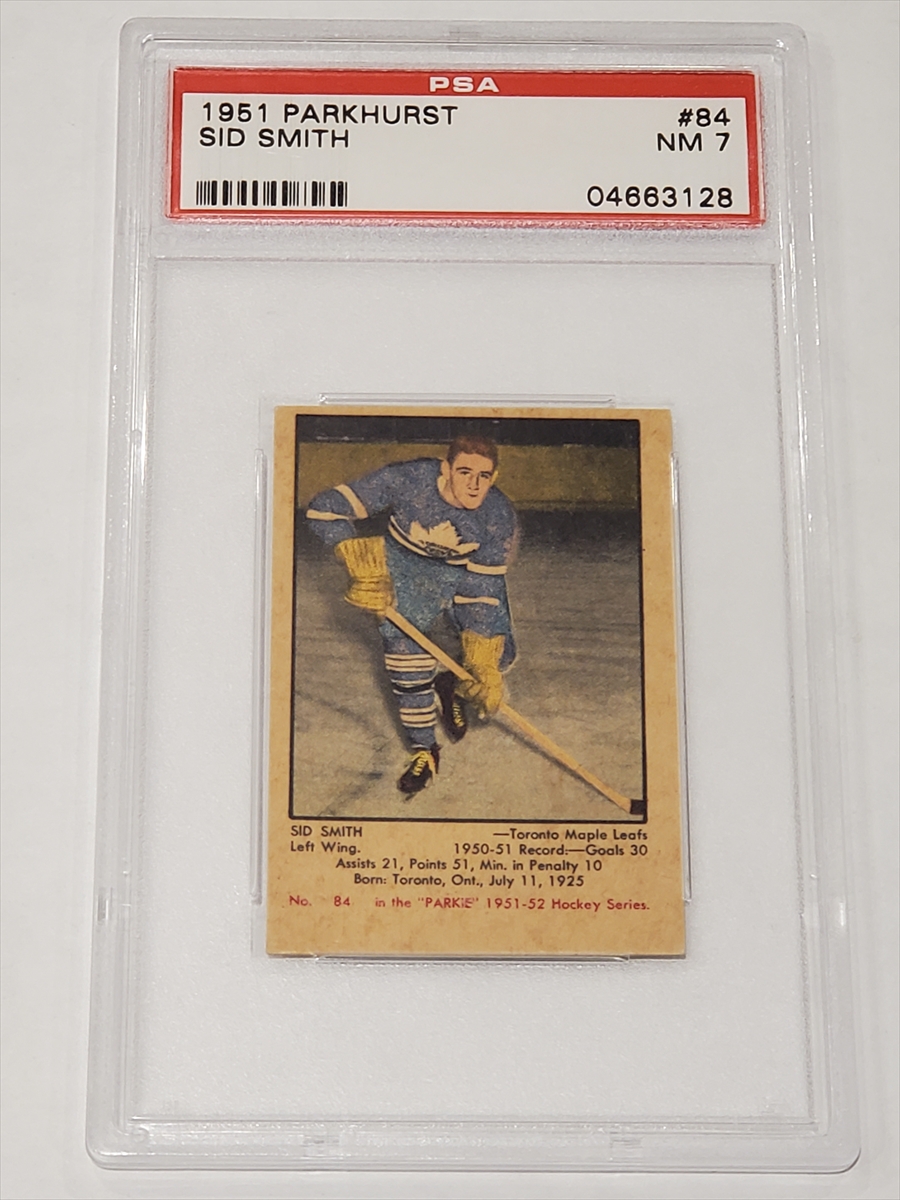 PSA
1951 PARKHURST #84
SID SMITH NM 7
04663128
SID SMITH —Toronto Maple Leafs
Left Wing. 1950-51 Record:—Goals 30
Assists 21, Points 51, Min. in Penalty 10
Born: Toronto, Ont., July 11, 1925
No. 84 in the "PARKIE" 1951-52 Hockey Series.